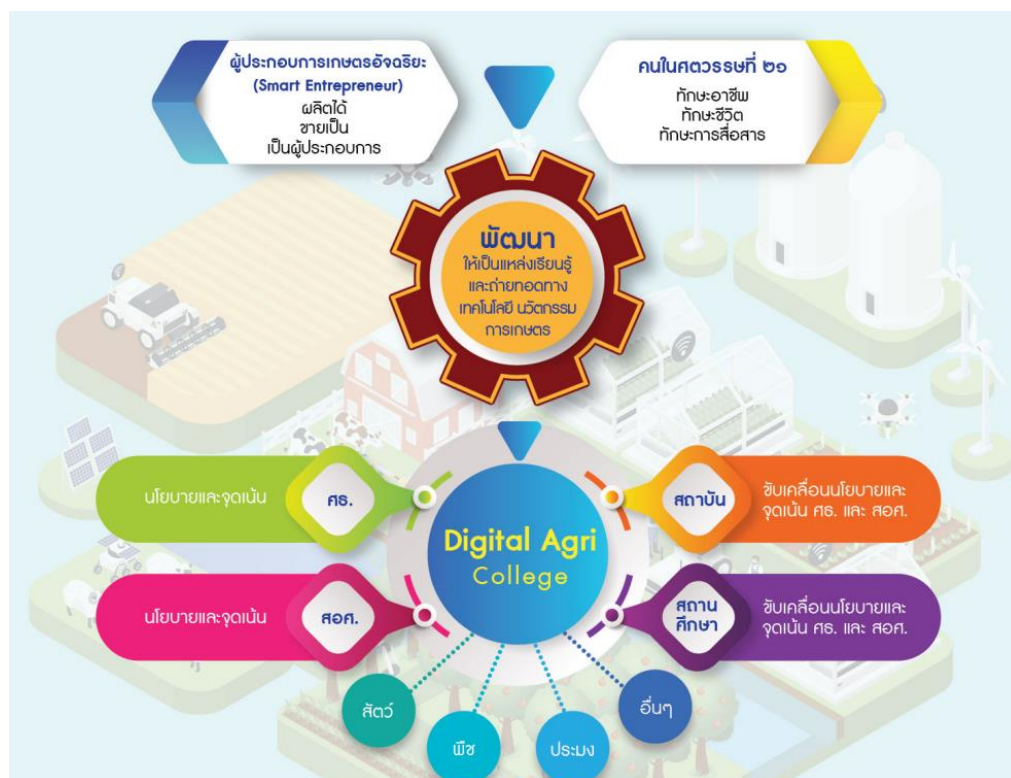 ผู้ประกอบการเกษตรอัจฉริยะ
(Smart Entrepreneur)
ผลิตได้
ขายเป็น
เป็นผู้ประกอบการ
คนในศตวรรษที่ ๒๑
ทักษะอาชีพ
ทักษะชีวิต
ทักษะการสื่อสาร
พัฒนา
ให้เป็นแหล่งเรียนรู้
และถ่ายทอดทาง
เทคโนโลยี นวัตกรรม
การเกษตร
นโยบายและจุดเน้น
ศธ.
สถาบัน
ขับเคลื่อนนโยบายและ
จุดเน้น ศธ. และ สอศ.
Digital Agri
College
นโยบายและจุดเน้น
สอศ.
สถาน
ศึกษา
ขับเคลื่อนนโยบายและ
จุดเน้น ศธ. และ สอศ.
สัตว์
พืช
ประมง
อื่นๆ